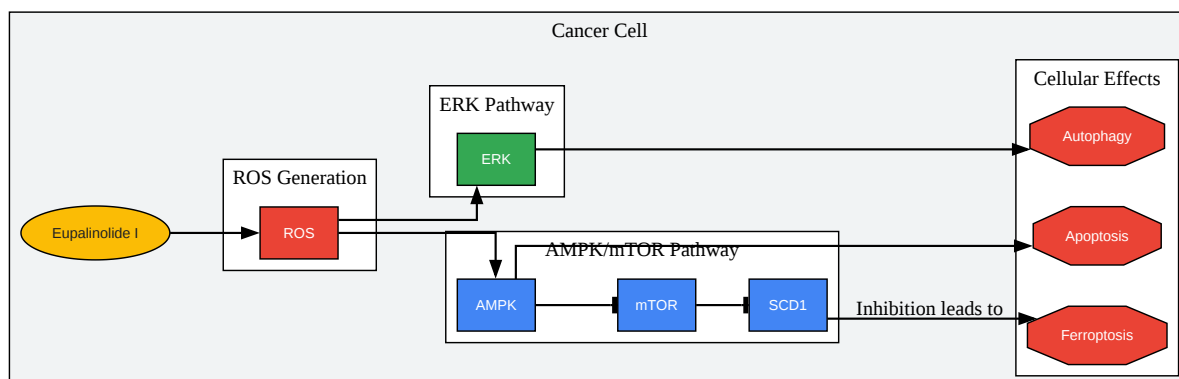 Cancer Cell
Cellular Effects
ERK Pathway
Autophagy
ERK
ROS Generation
Eupalinolide I
ROS
Apoptosis
AMPK/mTOR Pathway
AMPK
mTOR
SCD1
Inhibition leads to
Ferroptosis